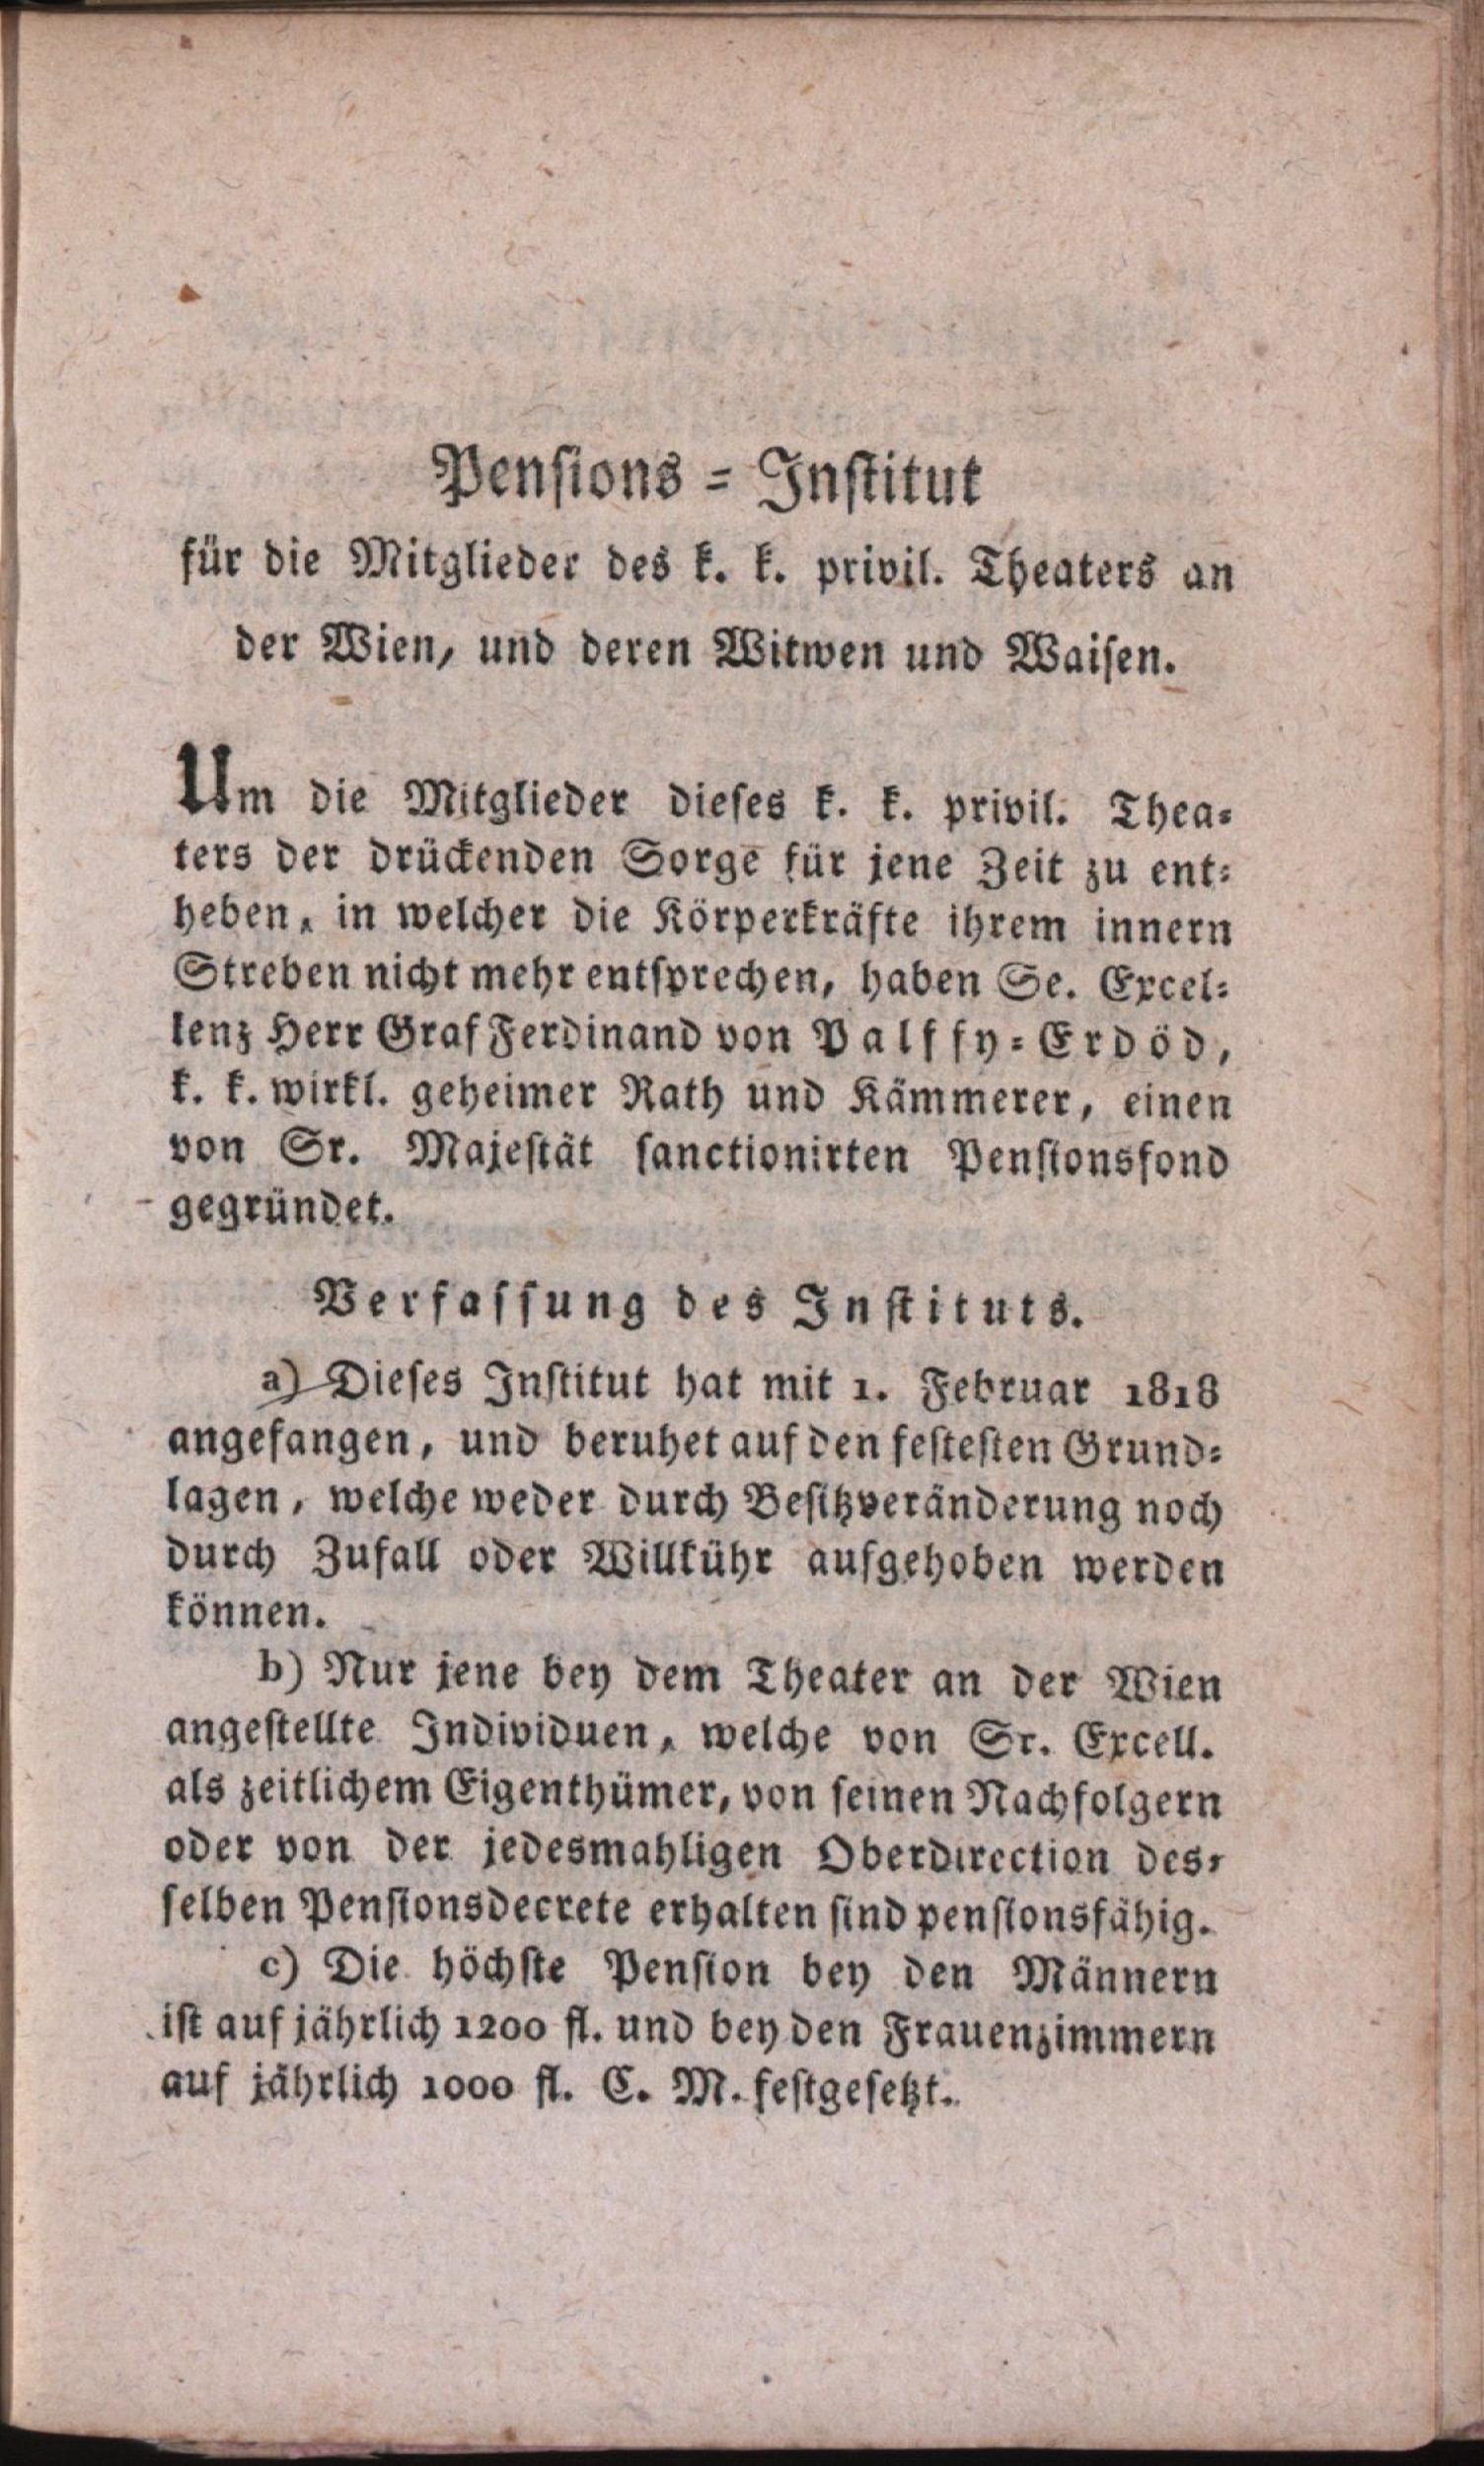 Pensions = Institut
für die Mitglieder des k. k. privil. Theaters an
der Wien, und deren Witwen und Waisen.
Um die Mitglieder dieses k. k. privil. Thea=
ters der drückenden Sorge für jene Zeit zu ent=
heben, in welcher die Körperkräfte ihrem innern
Streben nicht mehr entsprechen, haben Se. Excel=
lenz Herr Graf Ferdinand von Palffy=Erdöd,
k. k. wirkl. geheimer Rath und Kämmerer, einen
von Sr. Majestät sanctionirten Pensionsfond
gegründet.
Verfassung des Instituts.
a) Dieses Institut hat mit 1. Februar 1818
angefangen, und beruhet auf den festesten Grund=
lagen, welche weder durch Besitzveränderung noch
durch Zufall oder Willkühr aufgehoben werden
können.
b) Nur jene bey dem Theater an der Wien
angestellte Individuen, welche von Sr. Excell.
als zeitlichem Eigenthümer, von seinen Nachfolgern
oder von der jedesmahligen Oberdirection des=
selben Pensionsdecrete erhalten sind pensionsfähig.
c) Die höchste Pension bey den Männern
ist auf jährlich 1200 fl. und bey den Frauenzimmern
auf jährlich 1000 fl. C. M. festgesetzt.